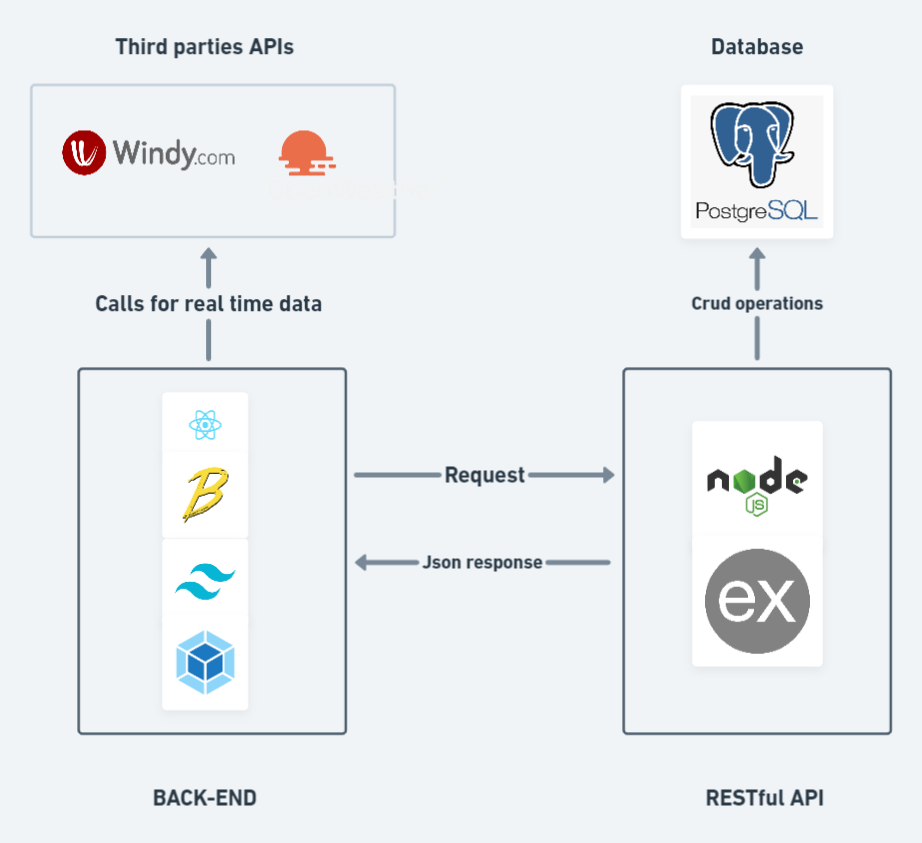 Third parties APIs
Database
Windy.com
PostgreSQL
Calls for real time data
Crud operations
B
Request
node
JS
Json response
ex
BACK-END
RESTful API